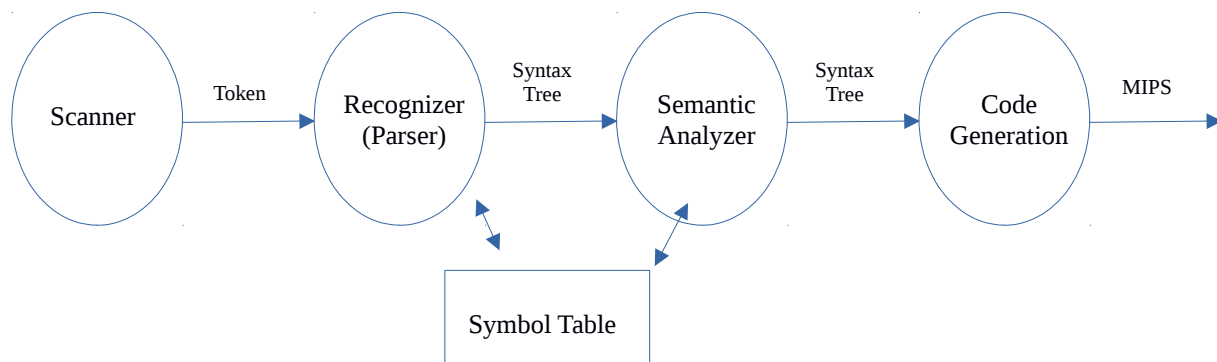 Scanner
Token
Recognizer
(Parser)
Syntax
Tree
Semantic
Analyzer
Syntax
Tree
Code
Generation
MIPS
Symbol Table